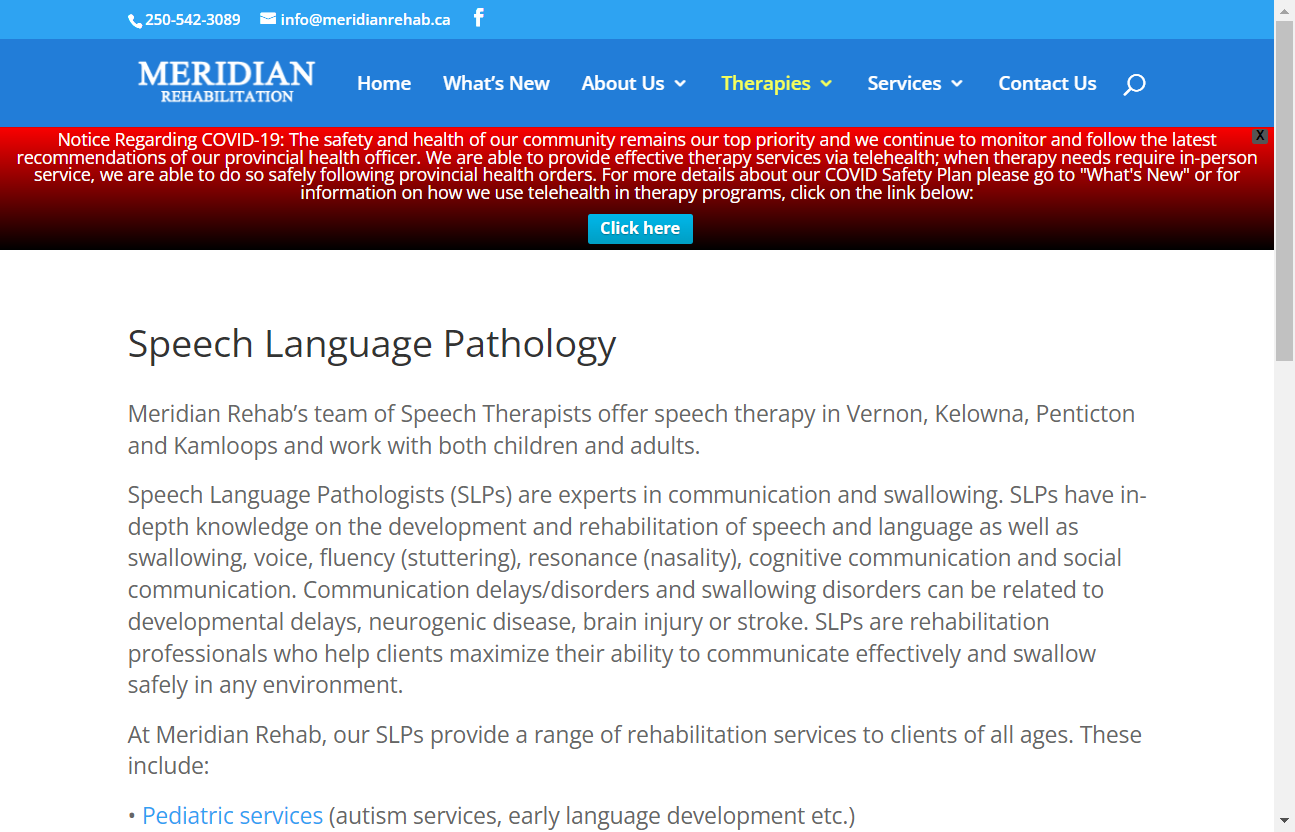 250-542-3089 info@meridianrehab.ca
MERIDIAN
REHABILITATION
Home What's New About Us Therapies Services Contact Us
Notice Regarding COVID-19: The safety and health of our community remains our top priority and we continue to monitor and follow the latest
recommendations of our provincial health officer. We are able to provide effective therapy services via telehealth; when therapy needs require in-person
service, we are able to do so safely following provincial health orders. For more details about our COVID Safety Plan please go to "What's New" or for
information on how we use telehealth in therapy programs, click on the link below:
X
Click here
Speech Language Pathology
Meridian Rehab’s team of Speech Therapists offer speech therapy in Vernon, Kelowna, Penticton
and Kamloops and work with both children and adults.
Speech Language Pathologists (SLPs) are experts in communication and swallowing. SLPs have in-
depth knowledge on the development and rehabilitation of speech and language as well as
swallowing, voice, fluency (stuttering), resonance (nasality), cognitive communication and social
communication. Communication delays/disorders and swallowing disorders can be related to
developmental delays, neurogenic disease, brain injury or stroke. SLPs are rehabilitation
professionals who help clients maximize their ability to communicate effectively and swallow
safely in any environment.
At Meridian Rehab, our SLPs provide a range of rehabilitation services to clients of all ages. These
include:
• Pediatric services (autism services, early language development etc.)